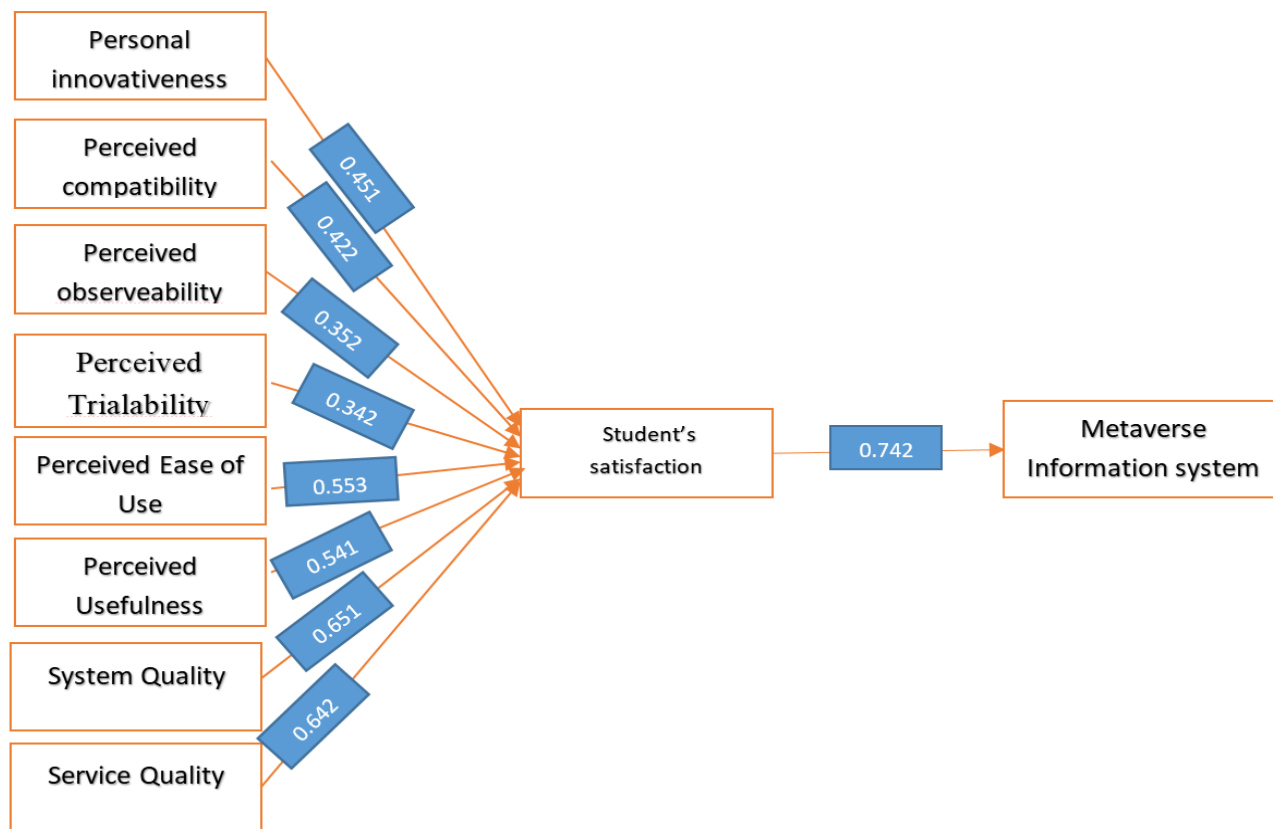 Personal
innovativeness
0.451
Perceived
compatibility
0.422
Perceived
observeability
0.352
Perceived
Trialability
0.342
Perceived Ease of
Use
0.553
Perceived
Usefulness
0.541
System Quality
0.651
Service Quality
0.642
Student’s
satisfaction
0.742
Metaverse
Information system